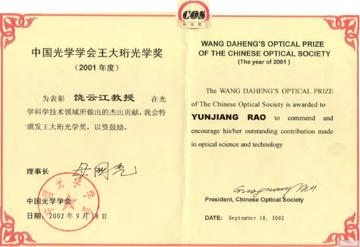 COS
中国光学学会王大珩光学奖
(2001年度)
为表彰 饶云江教授 在光
学科学技术领域所做出的杰出贡献,我会特
颁发王大珩光学奖,以资鼓励。
理事长
中国光学学会
日期:2002年9月18日
WANG DAHENG'S OPTICAL PRIZE
OF THE CHINESE OPTICAL SOCIETY
(The year of 2001)
The WANG DAHENG'S OPTICAL PRIZE
of The Chinese Optical Society is awarded to
YUNJIANG RAO to commend and
encourage his/her outstanding contribution made
in optical science and technology
President, Chinese Optical Society
DATE: September 18, 2002